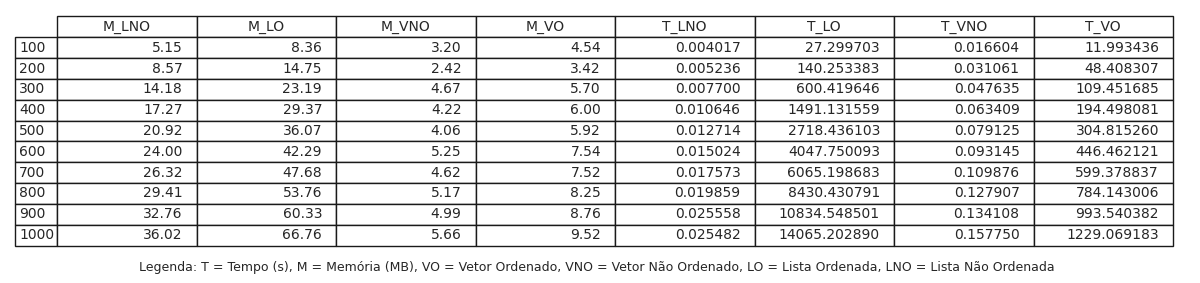 M_LNO M_LO M_VNO M_VO T_LNO T_LO T_VNO T_VO
100 5.15 8.36 3.20 4.54 0.004017 27.299703 0.016604 11.993436
200 8.57 14.75 2.42 3.42 0.005236 140.253383 0.031061 48.408307
300 14.18 23.19 4.67 5.70 0.007700 600.419646 0.047635 109.451685
400 17.27 29.37 4.22 6.00 0.010646 1491.131559 0.063409 194.498081
500 20.92 36.07 4.06 5.92 0.012714 2718.436103 0.079125 304.815260
600 24.00 42.29 5.25 7.54 0.015024 4047.750093 0.093145 446.462121
700 26.32 47.68 4.62 7.52 0.017573 6065.198683 0.109876 599.378837
800 29.41 53.76 5.17 8.25 0.019859 8430.430791 0.127907 784.143006
900 32.76 60.33 4.99 8.76 0.025558 10834.548501 0.134108 993.540382
1000 36.02 66.76 5.66 9.52 0.025482 14065.202890 0.157750 1229.069183
Legenda: T = Tempo (s), M = Memória (MB), VO = Vetor Ordenado, VNO = Vetor Não Ordenado, LO = Lista Ordenada, LNO = Lista Não Ordenada